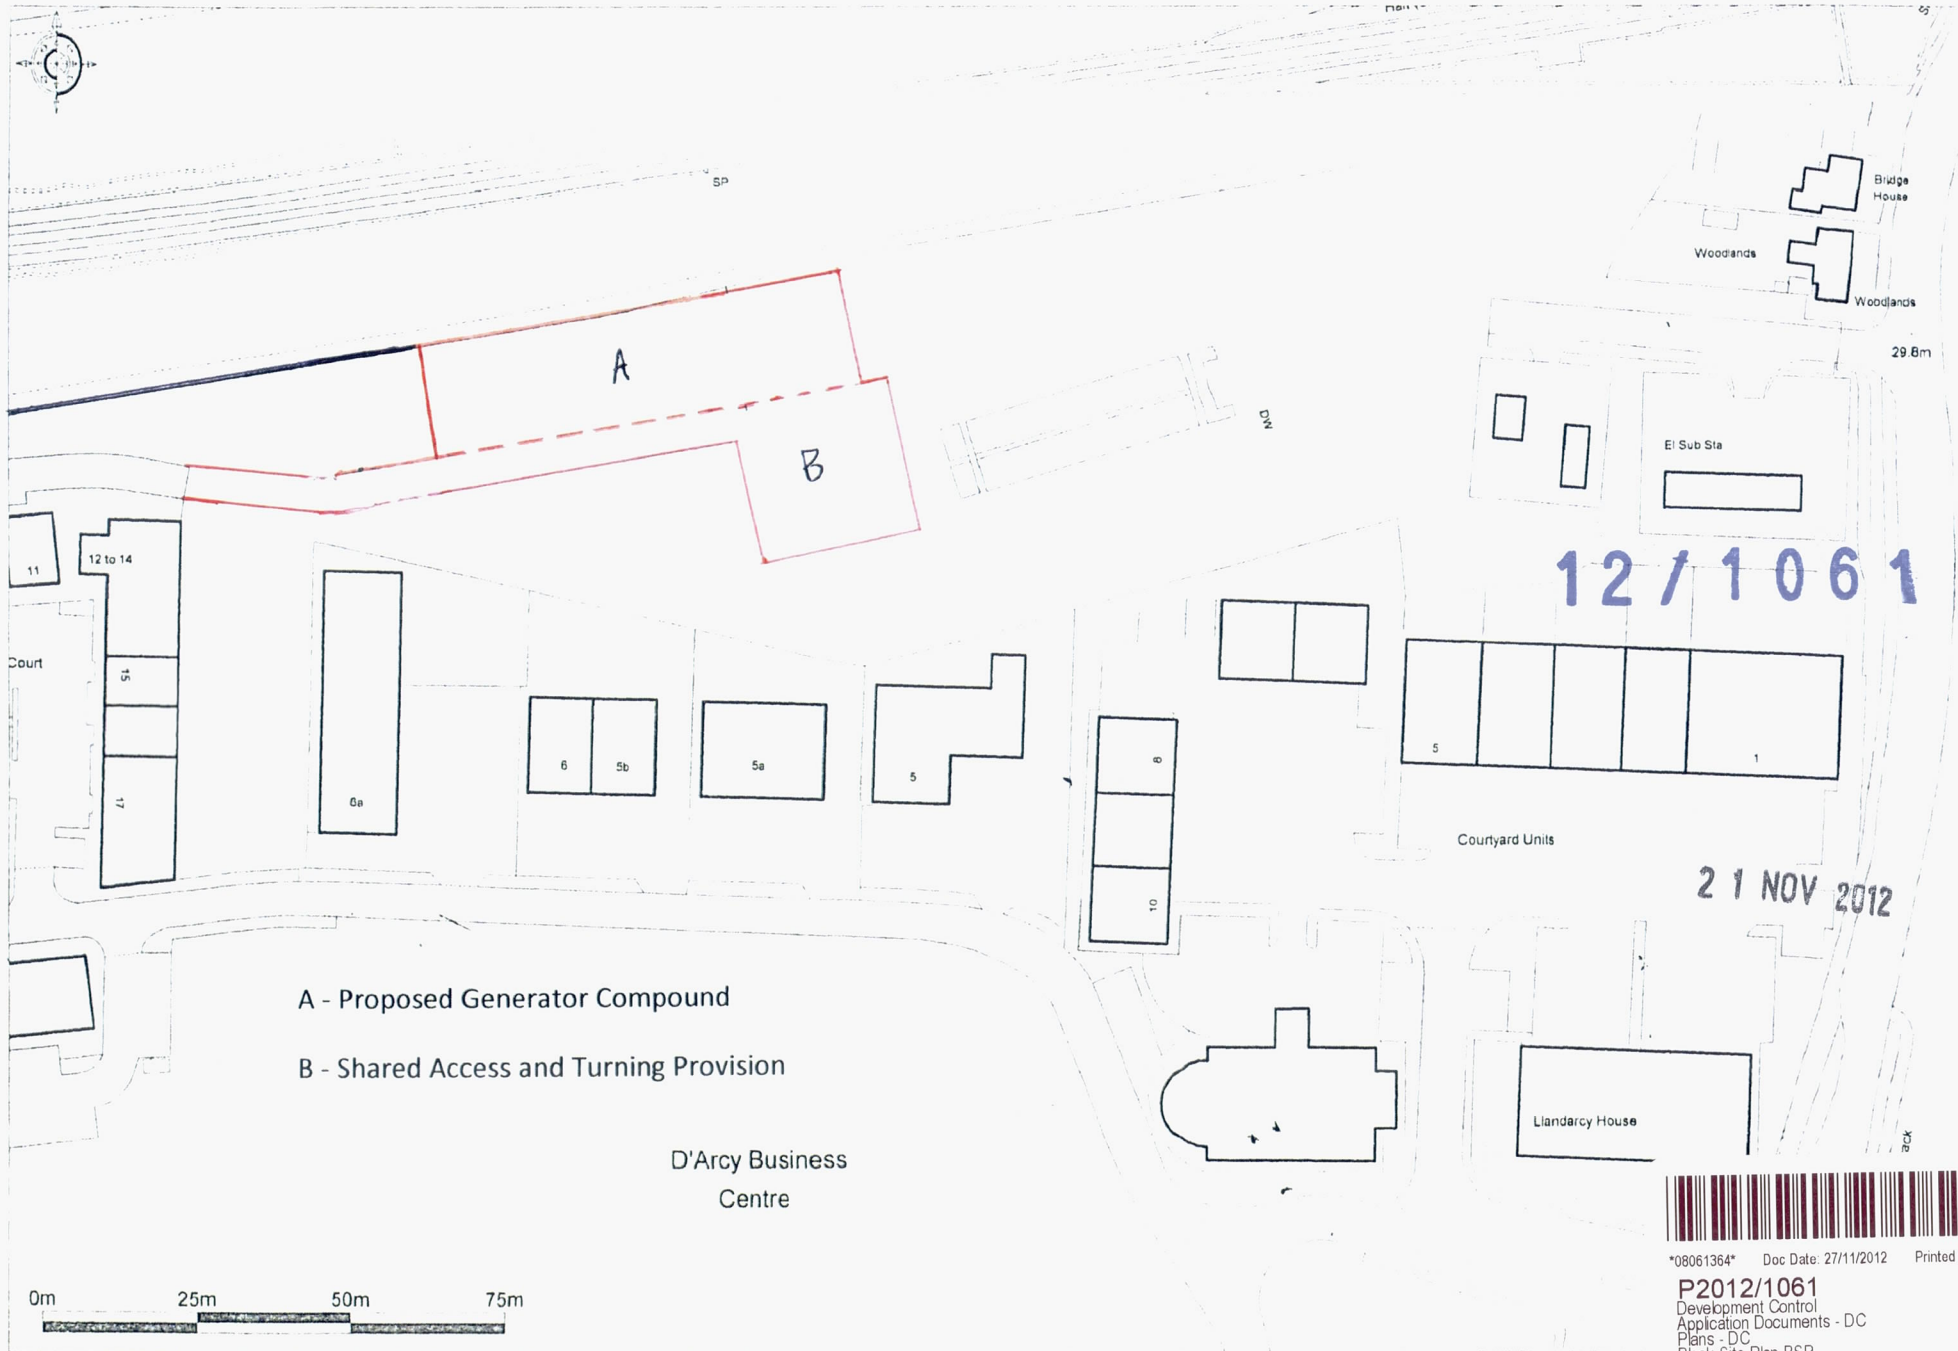 SP
Bridge
House
Woodlands
Woodlands
29.8m
A
B
DW
El Sub Sta
12/1061
11
12 to 14
Court
15
17
6a
6
5b
5a
5
8
10
5
1
Courtyard Units
21 NOV 2012
A - Proposed Generator Compound
B - Shared Access and Turning Provision
D'Arcy Business
Centre
Llandarcy House
ack
0m 25m 50m 75m
*08061364* Doc Date: 27/11/2012 Printed
P2012/1061
Development Control
Application Documents - DC
Plans - DC